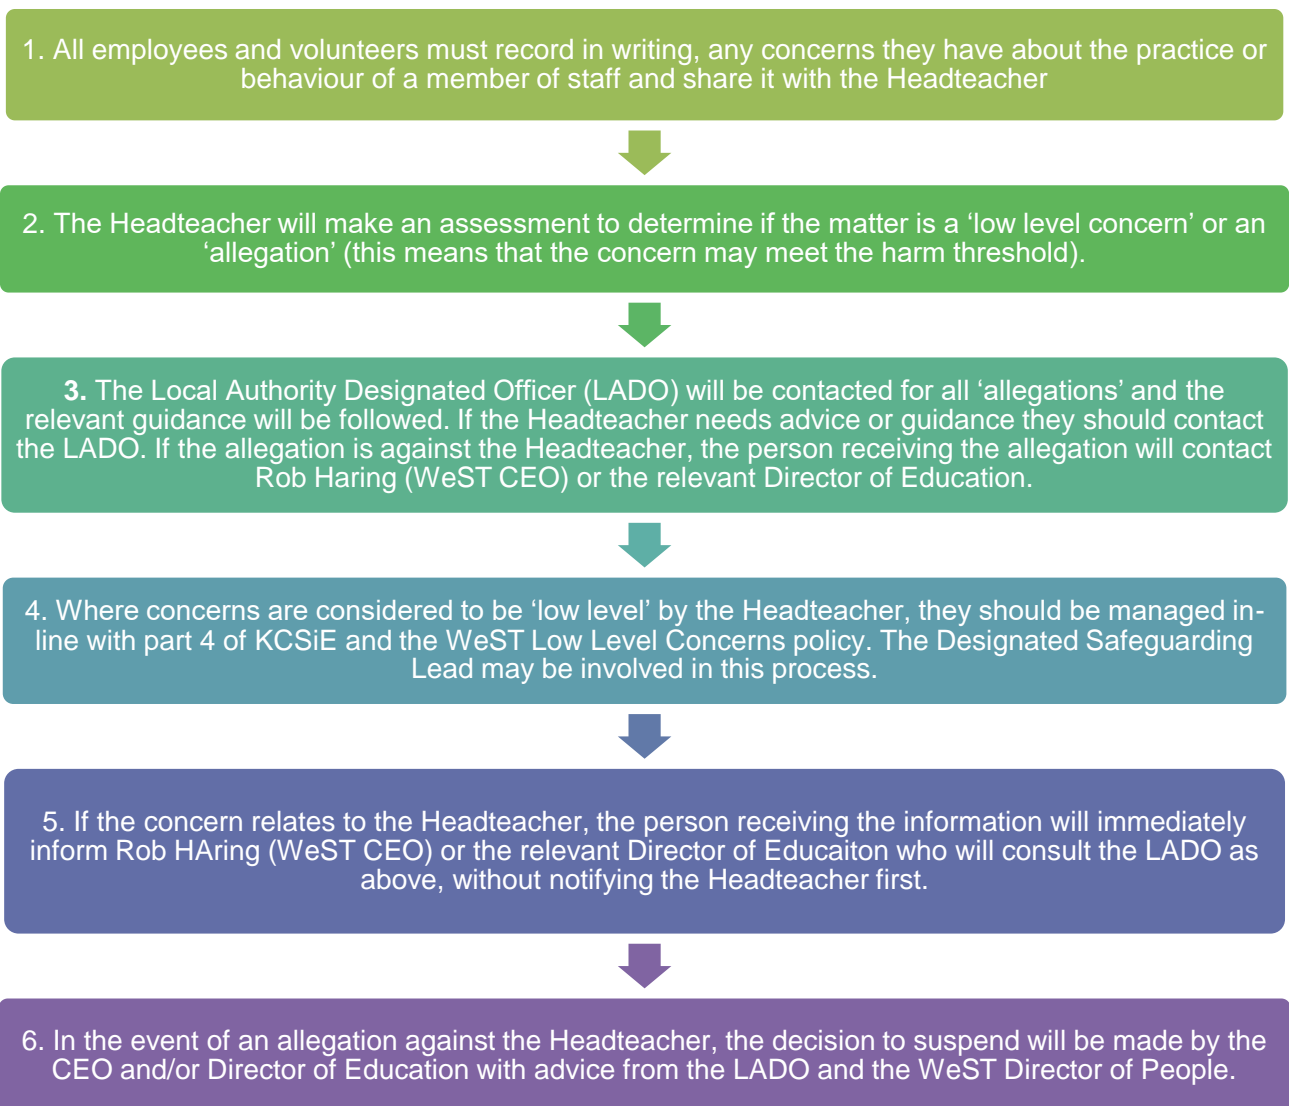 1. All employees and volunteers must record in writing, any concerns they have about the practice or
behaviour of a member of staff and share it with the Headteacher
2. The Headteacher will make an assessment to determine if the matter is a ‘low level concern’ or an
‘allegation’ (this means that the concern may meet the harm threshold).
3. The Local Authority Designated Officer (LADO) will be contacted for all ‘allegations’ and the
relevant guidance will be followed. If the Headteacher needs advice or guidance they should contact
the LADO. If the allegation is against the Headteacher, the person receiving the allegation will contact
Rob Haring (WeST CEO) or the relevant Director of Education.
4. Where concerns are considered to be ‘low level’ by the Headteacher, they should be managed in-
line with part 4 of KCSiE and the WeST Low Level Concerns policy. The Designated Safeguarding
Lead may be involved in this process.
5. If the concern relates to the Headteacher, the person receiving the information will immediately
inform Rob HAring (WeST CEO) or the relevant Director of Educaiton who will consult the LADO as
above, without notifying the Headteacher first.
6. In the event of an allegation against the Headteacher, the decision to suspend will be made by the
CEO and/or Director of Education with advice from the LADO and the WeST Director of People.